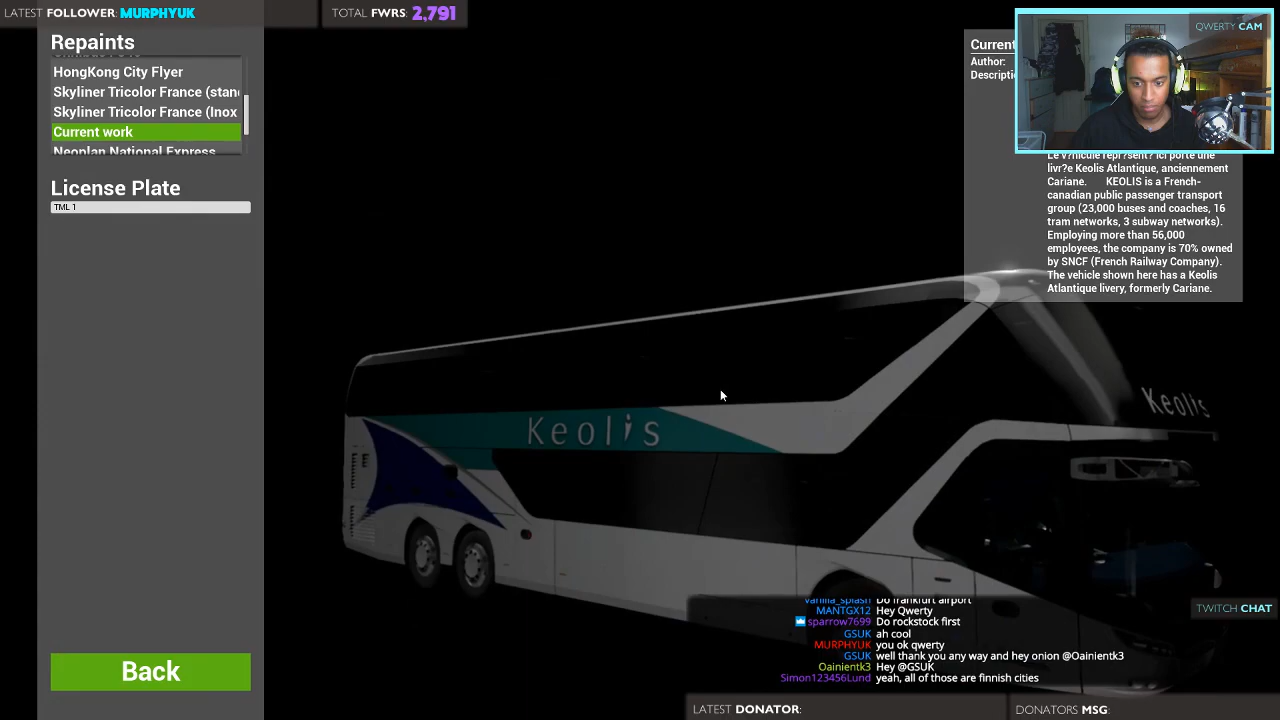 LATEST FOLLOWER: MURPHYUK
TOTAL FWRS: 2,791
QWERTY CAM
Repaints
HongKong City Flyer
Skyliner Tricolor France (stan
Skyliner Tricolor France (Inox
Current work
Neoplan National Express
License Plate
TML 1
Current
Author:
Descripti
Le v?hicule repr?sent? ici porte une
livr?e Keolis Atlantique, anciennement
Cariane. KEOLIS is a French-
canadian public passenger transport
group (23,000 buses and coaches, 16
tram networks, 3 subway networks).
Employing more than 56,000
employees, the company is 70% owned
by SNCF (French Railway Company).
The vehicle shown here has a Keolis
Atlantique livery, formerly Cariane.
Keolis
Keolis
vanilla_splash Do frankfurt airport
MANTGX12 Hey Qwerty
sparrow7699 Do rockstock first
GSUK ah cool
MURPHYUK you ok qwerty
GSUK well thank you any way and hey onion @Oainientk3
Oainientk3 Hey @GSUK
Simon123456Lund yeah, all of those are finnish cities
TWITCH CHAT
Back
LATEST DONATOR:
DONATORS MSG: